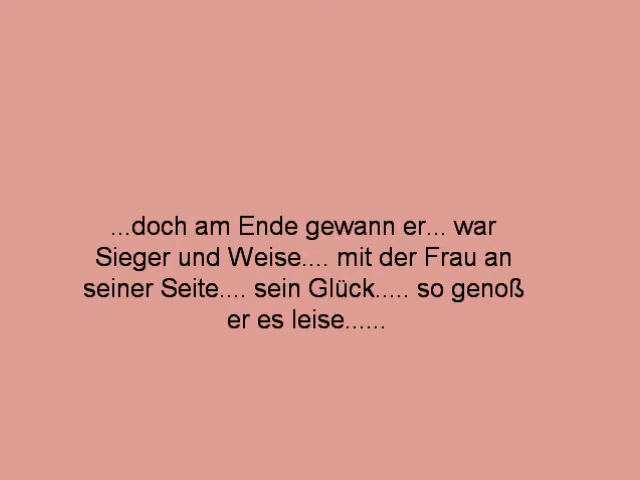 ...doch am Ende gewann er... war
Sieger und Weise.... mit der Frau an
seiner Seite.... sein Glück..... so genoß
er es leise......